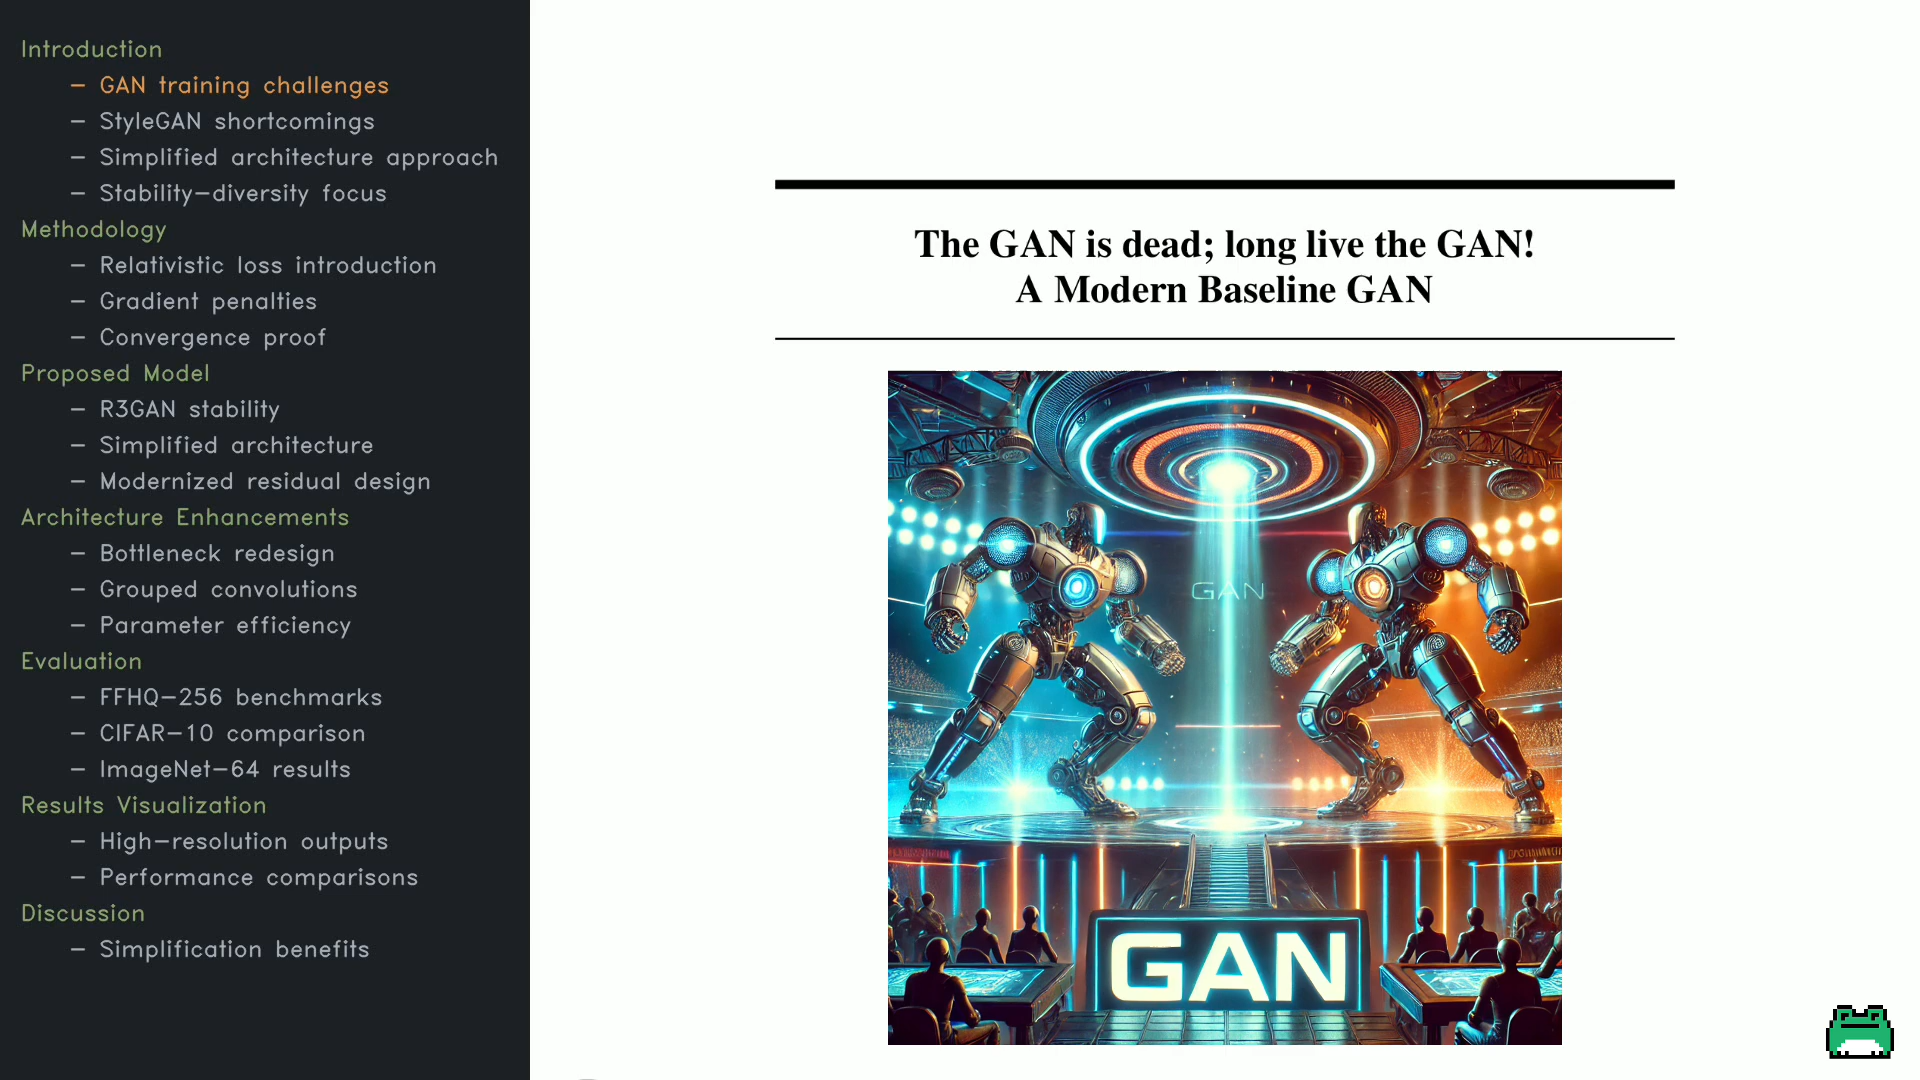 Introduction
– GAN training challenges
– StyleGAN shortcomings
– Simplified architecture approach
– Stability–diversity focus
Methodology
– Relativistic loss introduction
– Gradient penalties
– Convergence proof
Proposed Model
– R3GAN stability
– Simplified architecture
– Modernized residual design
Architecture Enhancements
– Bottleneck redesign
– Grouped convolutions
– Parameter efficiency
Evaluation
– FFHQ–256 benchmarks
– CIFAR–10 comparison
– ImageNet–64 results
Results Visualization
– High–resolution outputs
– Performance comparisons
Discussion
– Simplification benefits
The GAN is dead; long live the GAN!
A Modern Baseline GAN
GAN
GAN